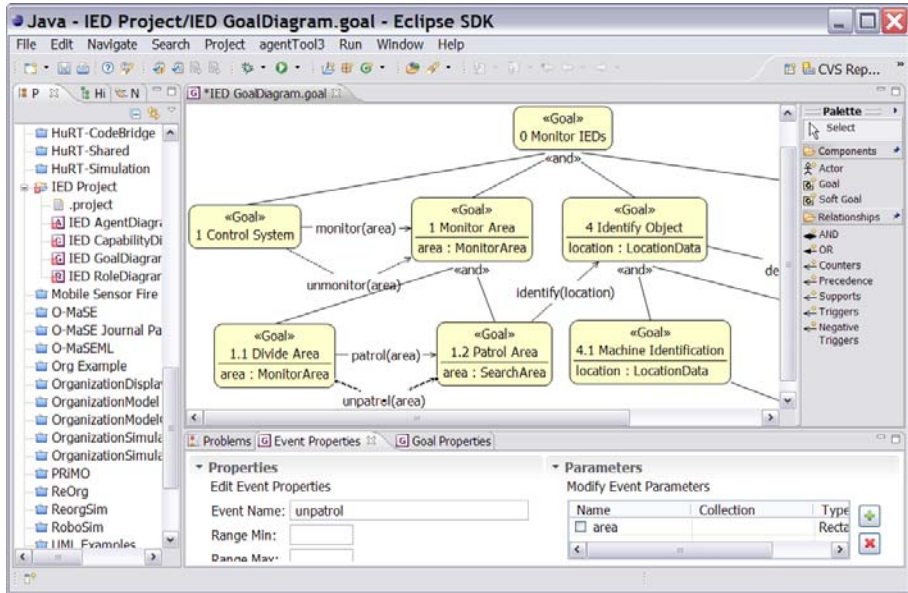 Java - IED Project/IED GoalDiagram.goal - Eclipse SDK
File Edit Navigate Search Project agentTool3 Run Window Help
CVS Rep...
P Hi N
*IED GoalDiagram.goal
HuRT-CodeBridge
HuRT-Shared
HuRT-Simulation
IED Project
.project
IED AgentDiagra
IED CapabilityDi
IED GoalDiagran
IED RoleDiagran
Mobile Sensor Fire
O-MaSE
O-MaSE Journal Pa
O-MaSEML
Org Example
OrganizationDisplay
OrganizationModel
OrganizationModel
OrganizationSimula
OrganizationSimula
PRiMO
ReOrg
ReorgSim
RoboSim
UML Examples
«Goal»
0 Monitor IEDs
«and»
«Goal»
1 Control System
monitor(area)
unmonitor(area)
«Goal»
1 Monitor Area
area : MonitorArea
«and»
«Goal»
4 Identify Object
location : LocationData
«and»
de
identify(location)
«Goal»
1.1 Divide Area
area : MonitorArea
patrol(area)
unpatrol(area)
«Goal»
1.2 Patrol Area
area : SearchArea
«Goal»
4.1 Machine Identification
location : LocationData
Palette
Select
Components
Actor
Goal
Soft Goal
Relationships
AND
OR
Counters
Precedence
Supports
Triggers
Negative
Triggers
Problems Event Properties Goal Properties
Properties
Edit Event Properties
Event Name: unpatrol
Range Min:
Range Max:
Parameters
Modify Event Parameters
Name Collection Type
area Recta